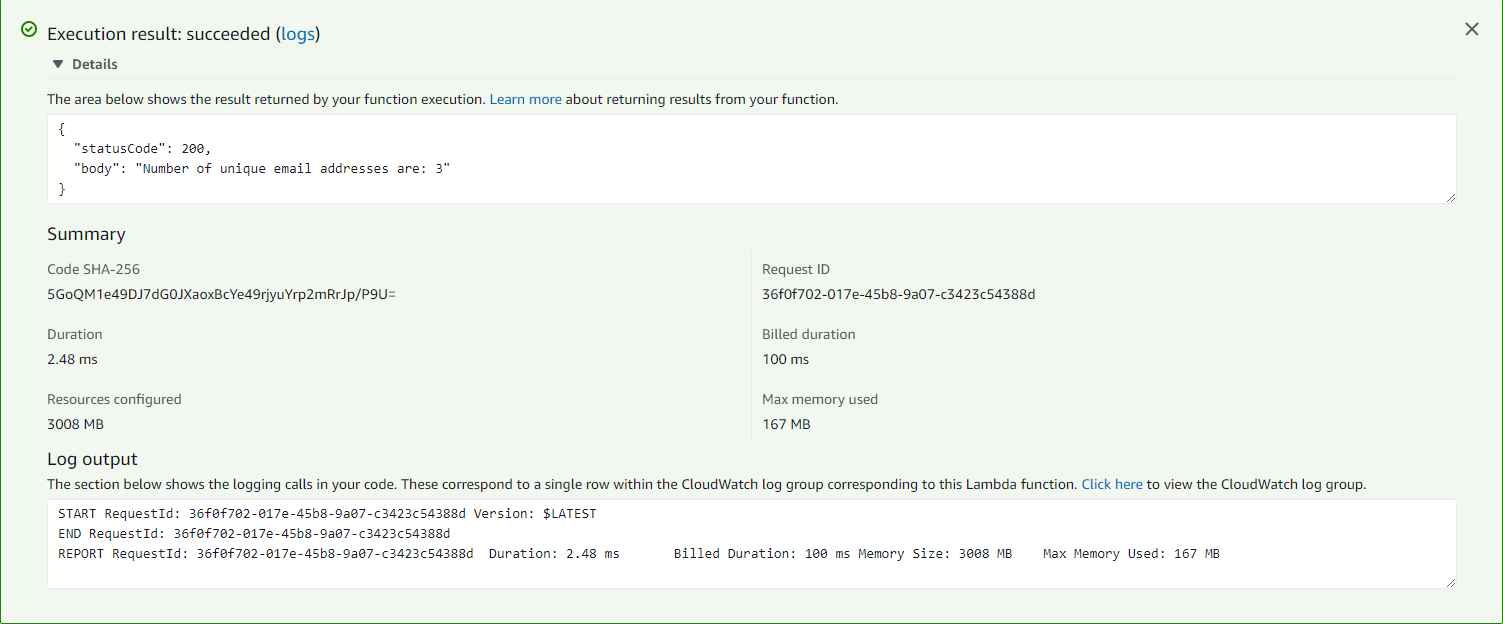 Execution result: succeeded (logs)
Details
The area below shows the result returned by your function execution. Learn more about returning results from your function.
{
  "statusCode": 200,
  "body": "Number of unique email addresses are: 3"
}
Summary
Code SHA-256
5GoQM1e49DJ7dG0JXaoxBcYe49rjyuYrp2mRrJp/P9U=
Request ID
36f0f702-017e-45b8-9a07-c3423c54388d
Duration
2.48 ms
Billed duration
100 ms
Resources configured
3008 MB
Max memory used
167 MB
Log output
The section below shows the logging calls in your code. These correspond to a single row within the CloudWatch log group corresponding to this Lambda function. Click here to view the CloudWatch log group.
START RequestId: 36f0f702-017e-45b8-9a07-c3423c54388d Version: $LATEST
END RequestId: 36f0f702-017e-45b8-9a07-c3423c54388d
REPORT RequestId: 36f0f702-017e-45b8-9a07-c3423c54388d  Duration: 2.48 ms       Billed Duration: 100 ms Memory Size: 3008 MB    Max Memory Used: 167 MB